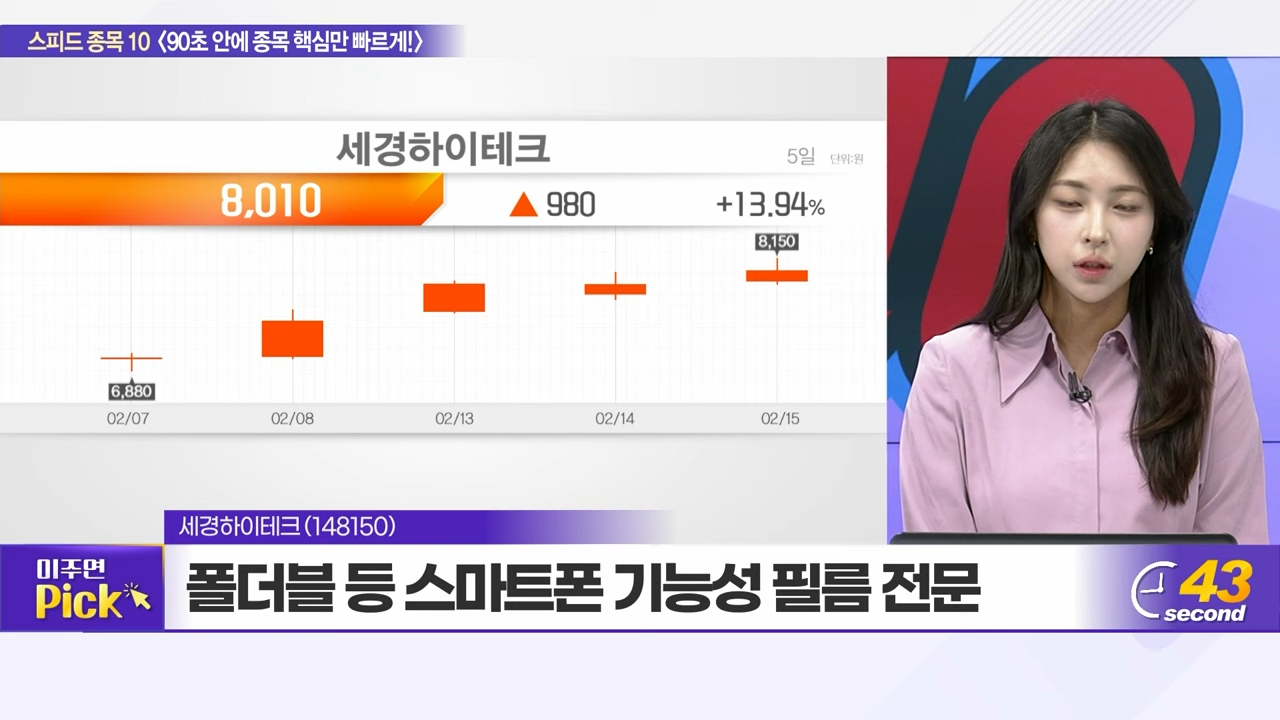 스피드 종목 10 〈90초 안에 종목 핵심만 빠르게!〉
세경하이테크
5일 단위:원
8,010 ▲ 980 +13.94%
8,150
6,880
02/07 02/08 02/13 02/14 02/15
세경하이테크(148150)
미주면
Pick
폴더블 등 스마트폰 기능성 필름 전문
43
second